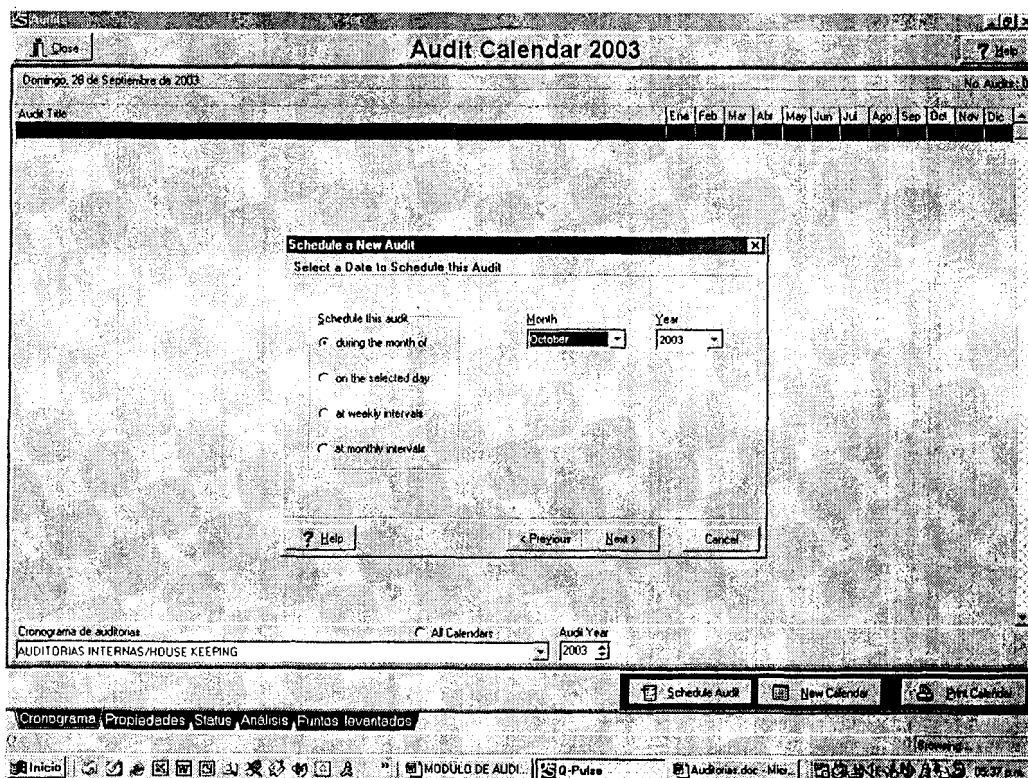 Audits
Close Audit Calendar 2003 ? Help
Domingo, 28 de Septiembre de 2003 No. Audits: 0
Audit Title Ene Feb Mar Abr May Jun Jul Ago Sep Oct Nov Dic
Schedule a New Audit
Select a Date to Schedule this Audit
Schedule this audit Month Year
during the month of October 2003
on the selected day
at weekly intervals
at monthly intervals
? Help < Previous Next > Cancel
Cronograma de auditorias All Calendars Audit Year
AUDITORIAS INTERNAS/HOUSE KEEPING 2003
Schedule Audit New Calendar Print Calendar
Cronograma Propiedades Status Análisis Puntos levantados
Browsing
Inicio MODULO DE AUDI... Q-Pulse Auditorias.doc - Mic...